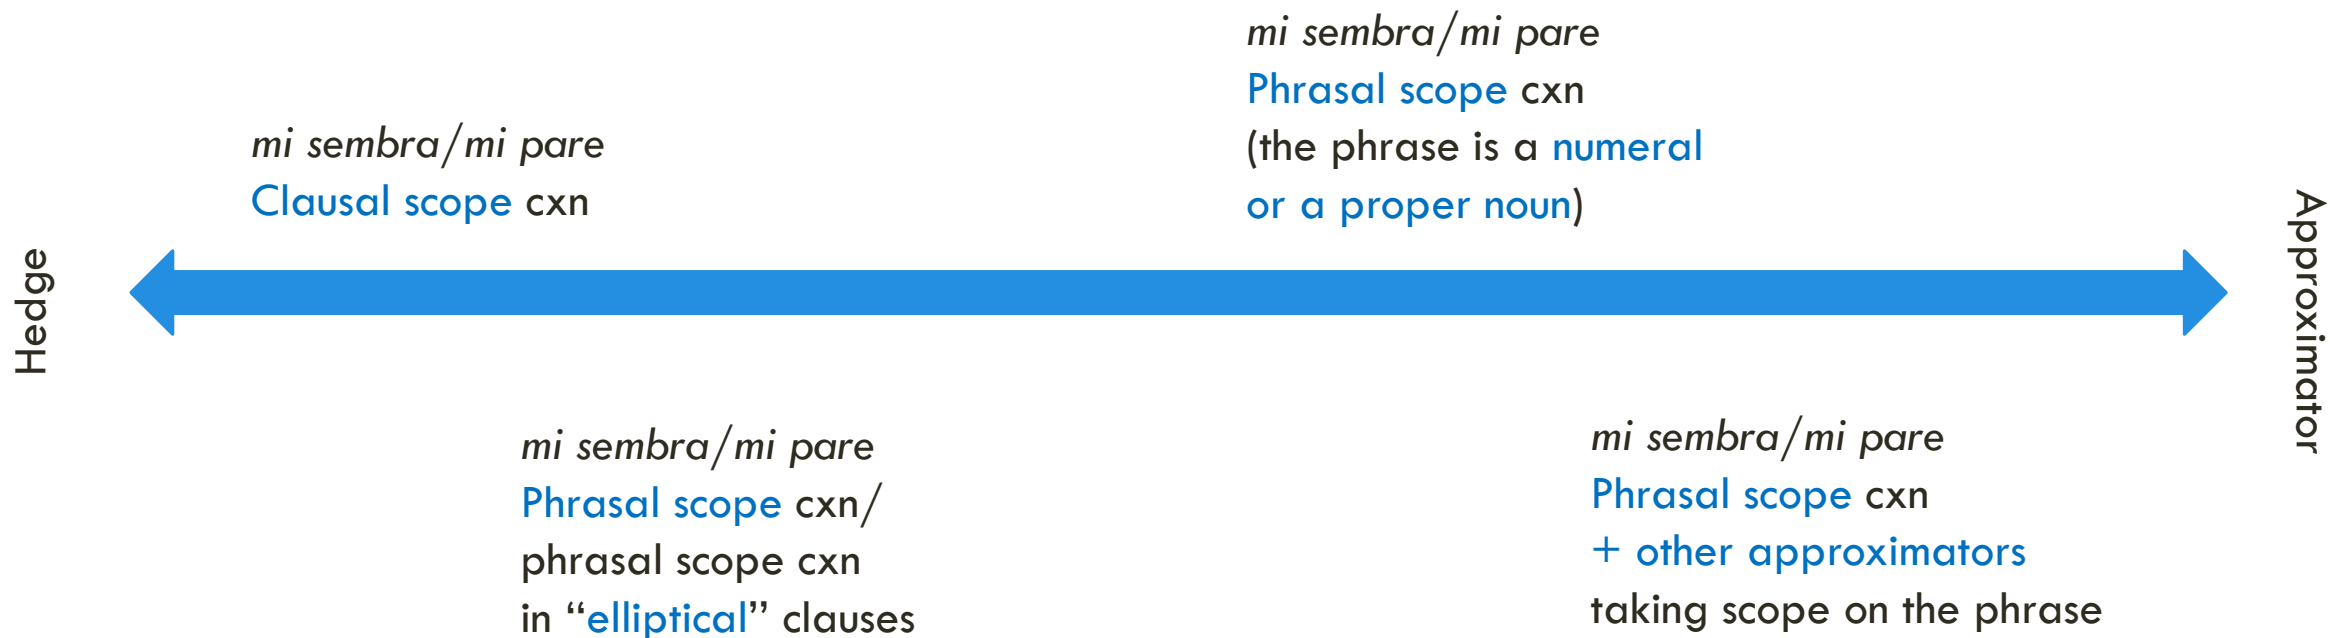 Hedge
mi sembra/mi pare
Clausal scope cxn
mi sembra/mi pare
Phrasal scope cxn/
phrasal scope cxn
in “elliptical” clauses
mi sembra/mi pare
Phrasal scope cxn
(the phrase is a numeral
or a proper noun)
mi sembra/mi pare
Phrasal scope cxn
+ other approximators
taking scope on the phrase
Approximator